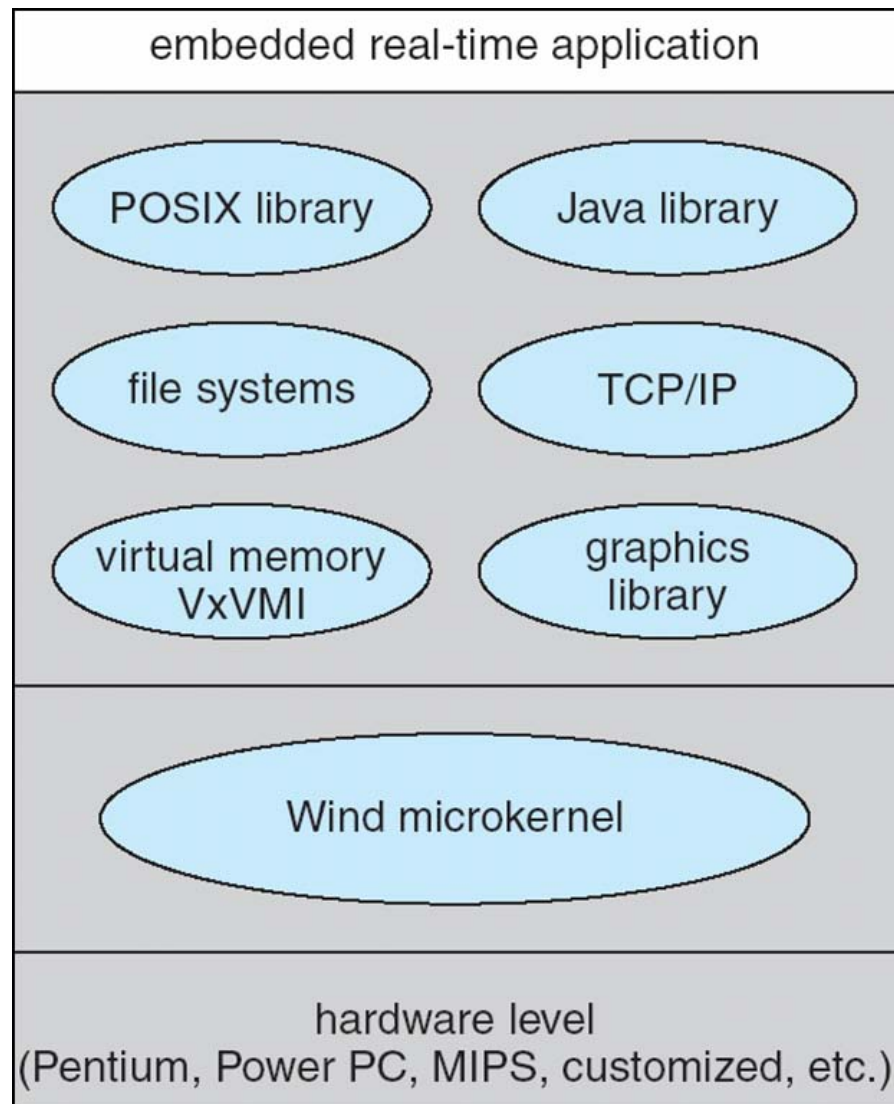 embedded real-time application
POSIX library
Java library
file systems
TCP/IP
virtual memory
VxVMI
graphics
library
Wind microkernel
hardware level
(Pentium, Power PC, MIPS, customized, etc.)